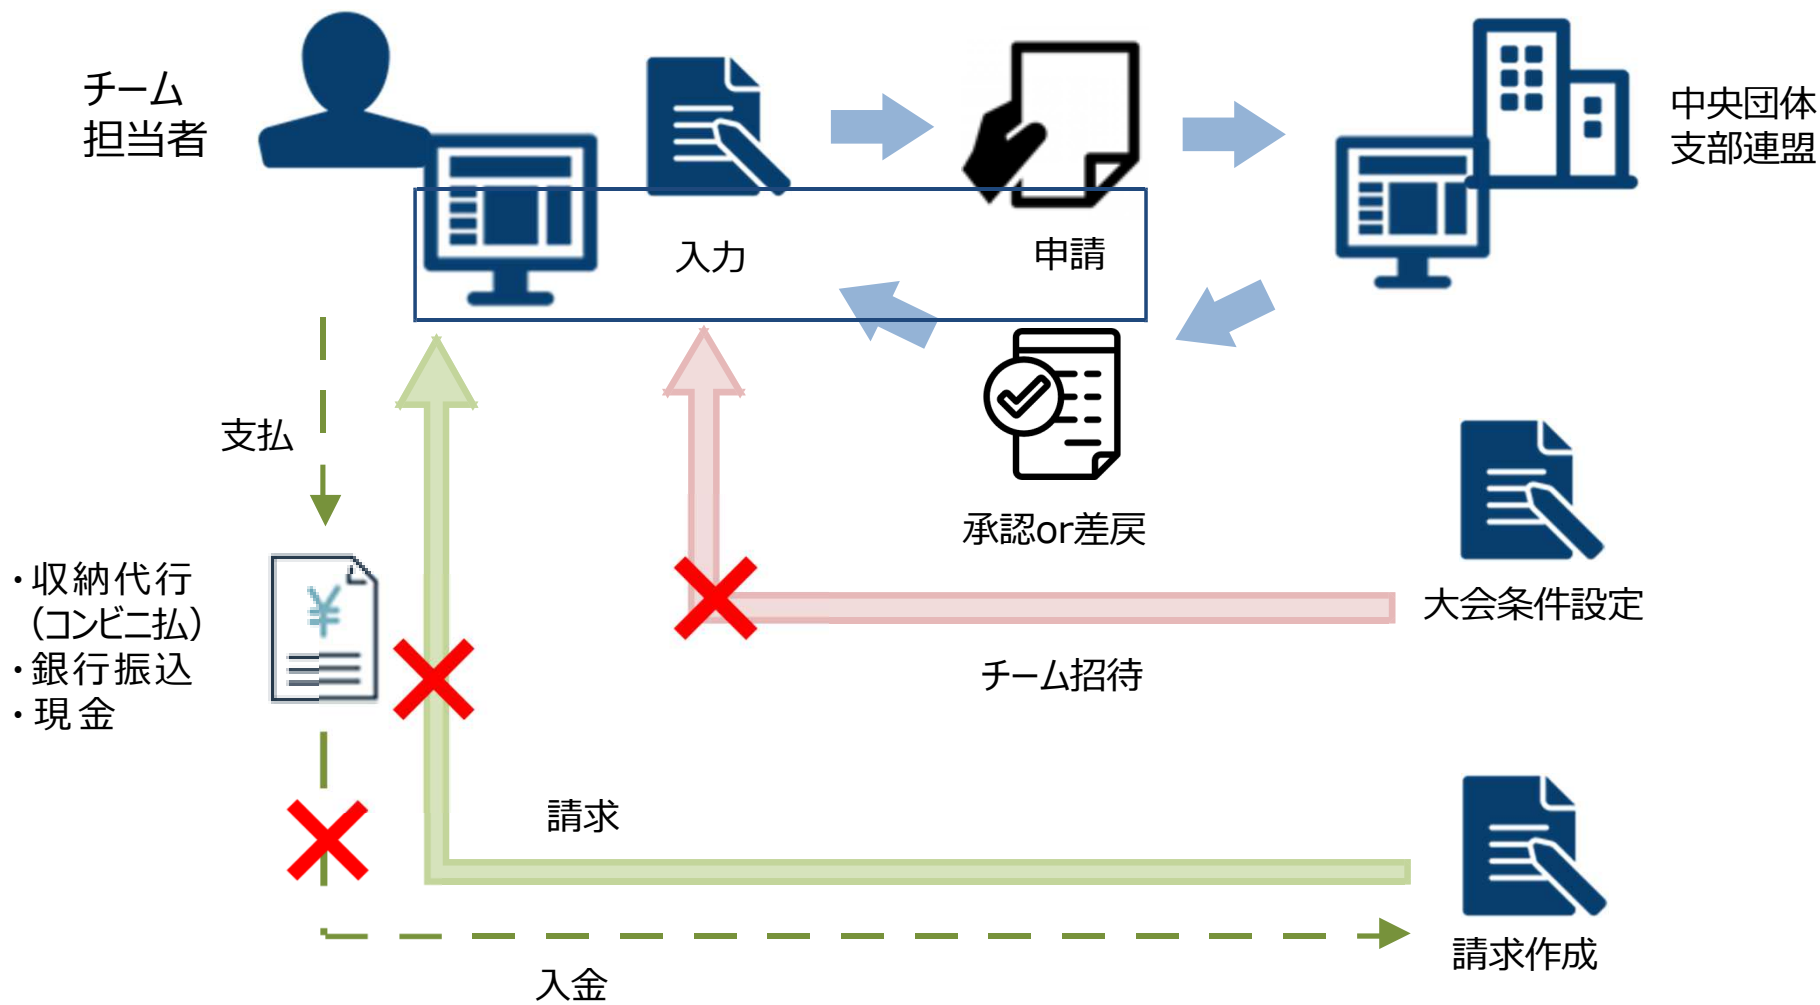 チーム
担当者
中央団体
支部連盟
入力
申請
支払
承認or差戻
・収納代行
（コンビニ払）
・銀行振込
・現金
大会条件設定
チーム招待
請求
請求作成
入金
¥